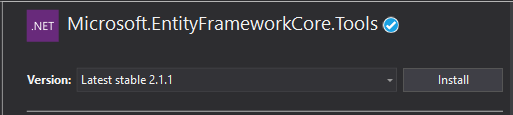 .NET Microsoft.EntityFrameworkCore.Tools
Version: Latest stable 2.1.1 Install